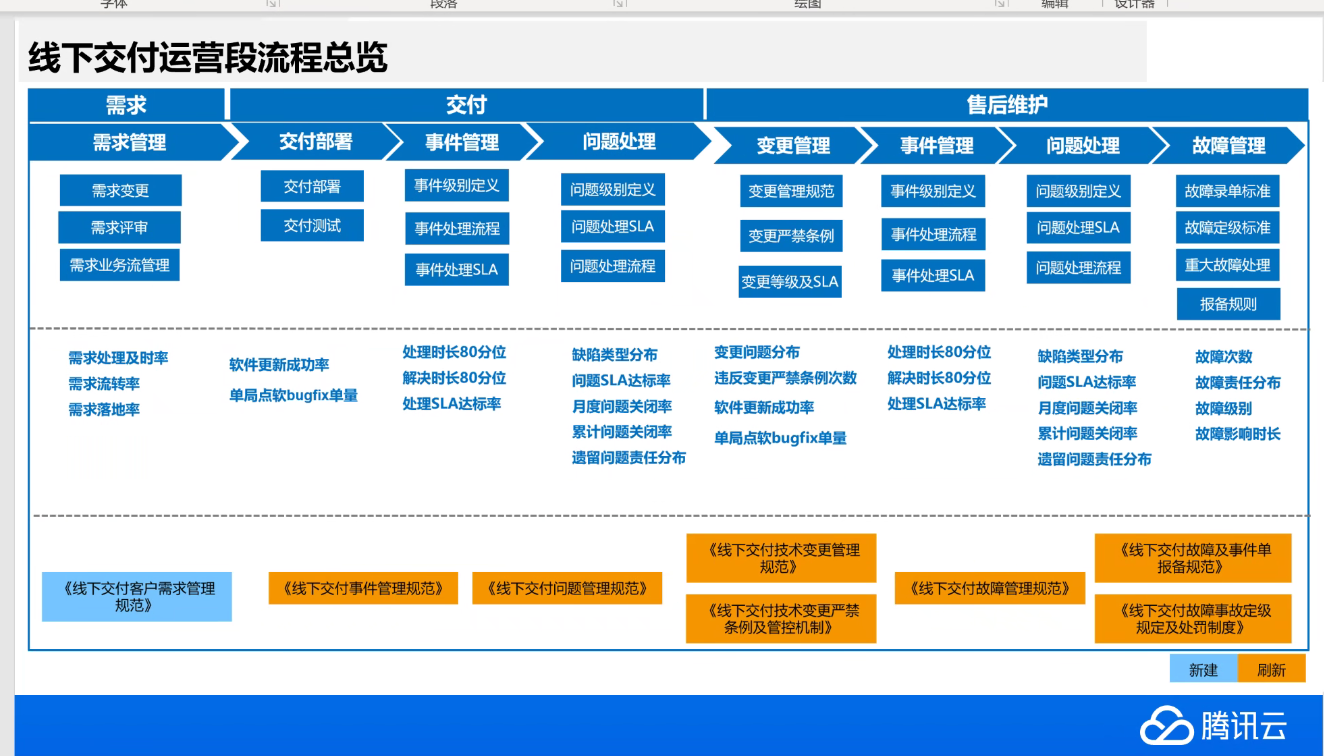 字体
段落
绘图
编辑
设计器
线下交付运营段流程总览
需求
交付
售后维护
需求管理
交付部署
事件管理
问题处理
变更管理
事件管理
问题处理
故障管理
需求变更
需求评审
需求业务流管理
交付部署
交付测试
事件级别定义
事件处理流程
事件处理SLA
问题级别定义
问题处理SLA
问题处理流程
变更管理规范
变更严禁条例
变更等级及SLA
事件级别定义
事件处理流程
事件处理SLA
问题级别定义
问题处理SLA
问题处理流程
故障录单标准
故障定级标准
重大故障处理
报备规则
需求处理及时率
需求流转率
需求落地率
软件更新成功率
单局点软bugfix单量
处理时长80分位
解决时长80分位
处理SLA达标率
缺陷类型分布
问题SLA达标率
月度问题关闭率
累计问题关闭率
遗留问题责任分布
变更问题分布
违反变更严禁条例次数
软件更新成功率
单局点软bugfix单量
处理时长80分位
解决时长80分位
处理SLA达标率
缺陷类型分布
问题SLA达标率
月度问题关闭率
累计问题关闭率
遗留问题责任分布
故障次数
故障责任分布
故障级别
故障影响时长
《线下交付客户需求管理
规范》
《线下交付事件管理规范》
《线下交付问题管理规范》
《线下交付技术变更管理
规范》
《线下交付技术变更严禁
条例及管控机制》
《线下交付故障管理规范》
《线下交付故障及事件单
报备规范》
《线下交付故障事故定级
规定及处罚制度》
新建
刷新
腾讯云